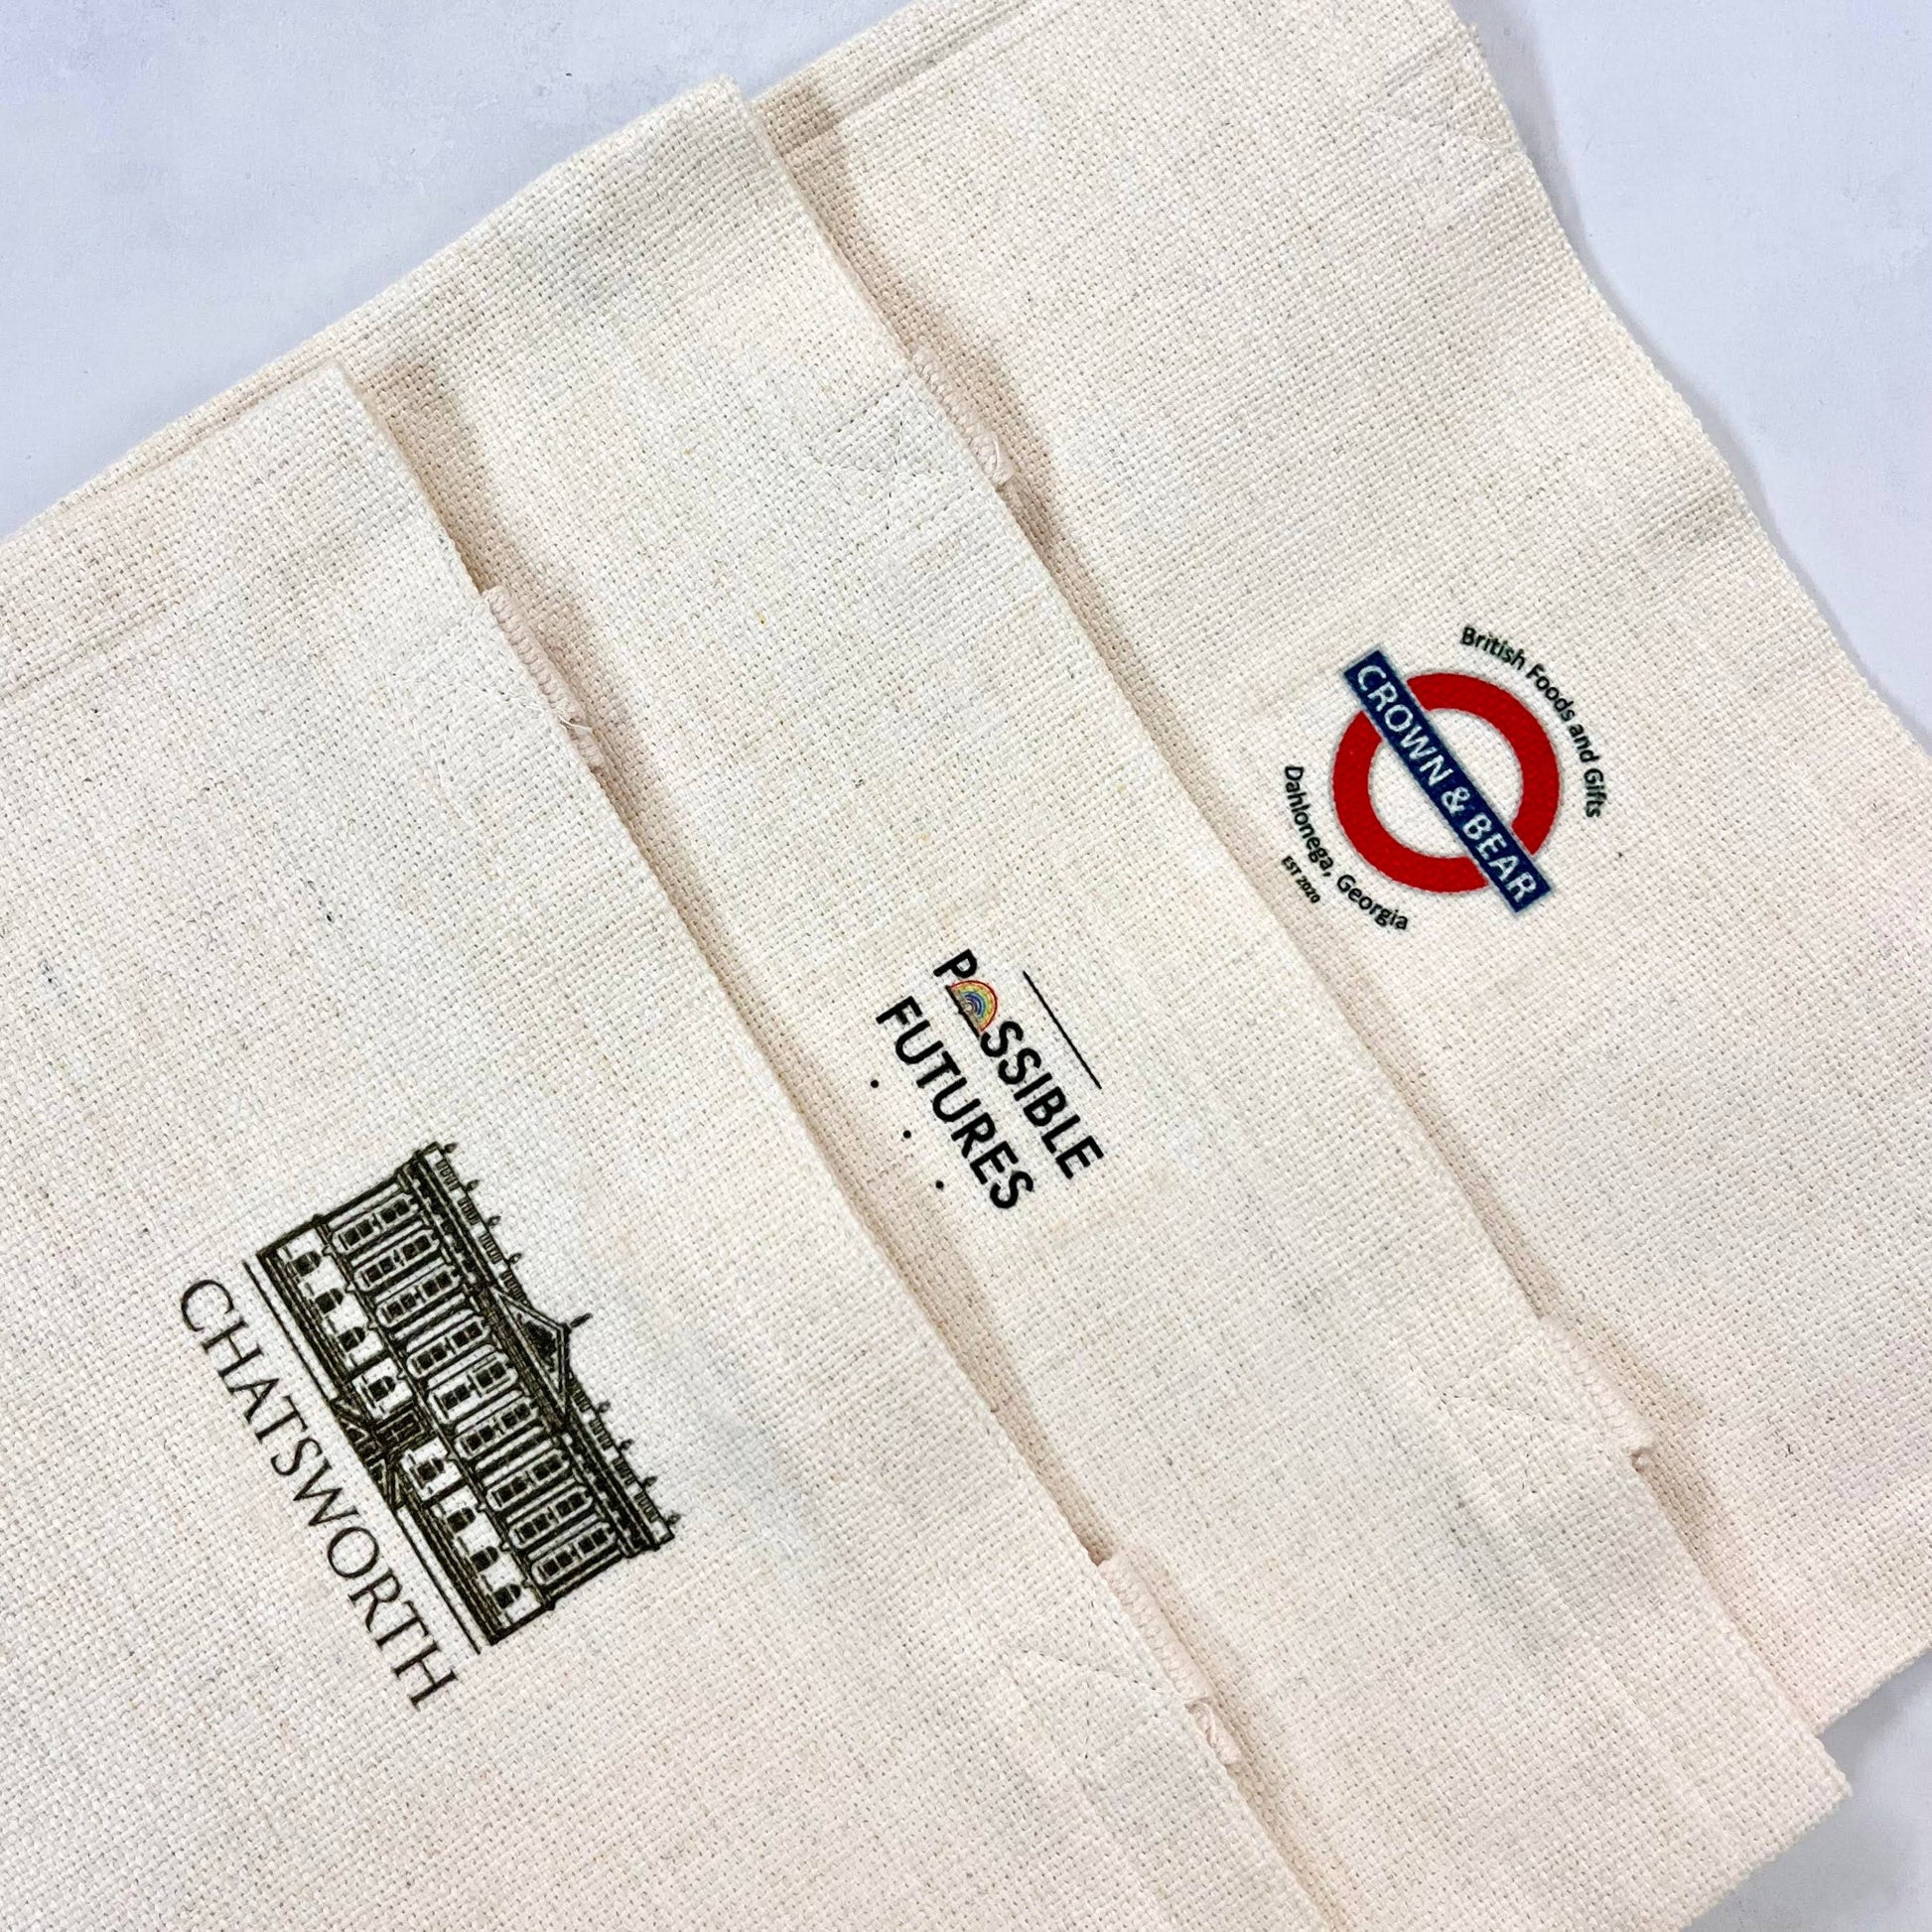 CHATSWORTH
POSSIBLE
FUTURES
British Foods and Gifts
CROWN & BEAR
Dahlonega, Georgia
EST 2020